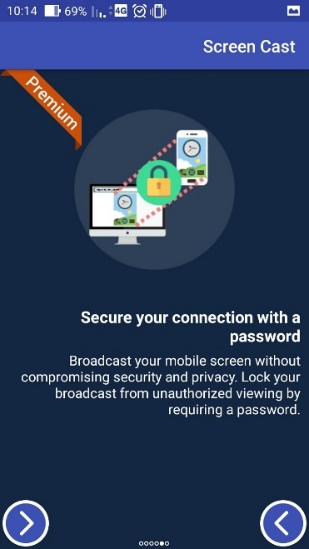 10:14 69% 4G
Screen Cast
Premium
Secure your connection with a
password
Broadcast your mobile screen without
compromising security and privacy. Lock your
broadcast from unauthorized viewing by
requiring a password.